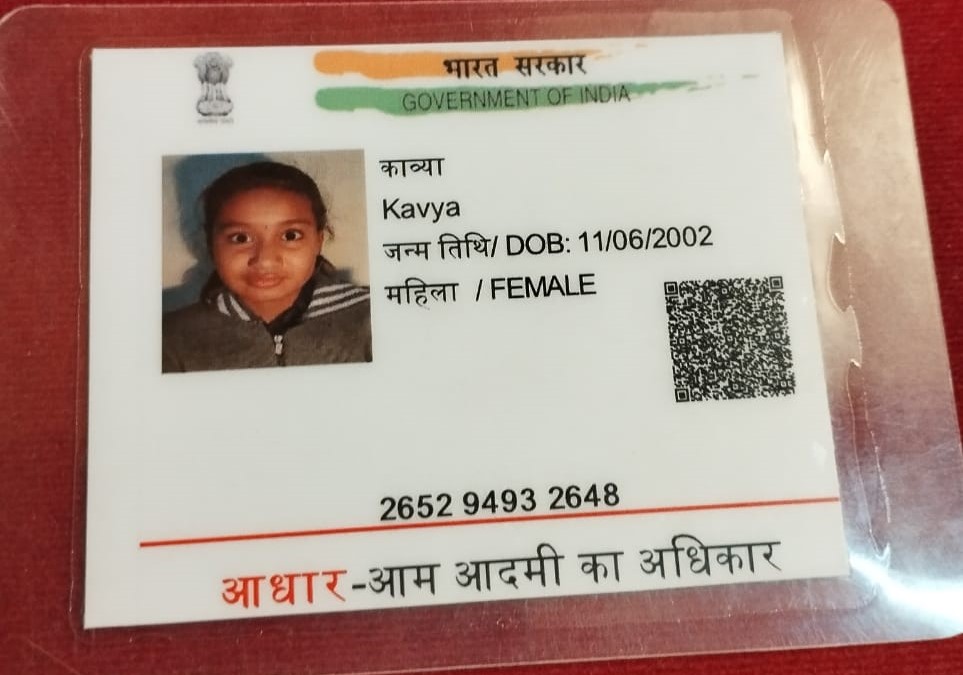 भारत सरकार
GOVERNMENT OF INDIA
काव्या
Kavya
जन्म तिथि/ DOB: 11/06/2002
महिला / FEMALE
2652 9493 2648
आधार-आम आदमी का अधिकार